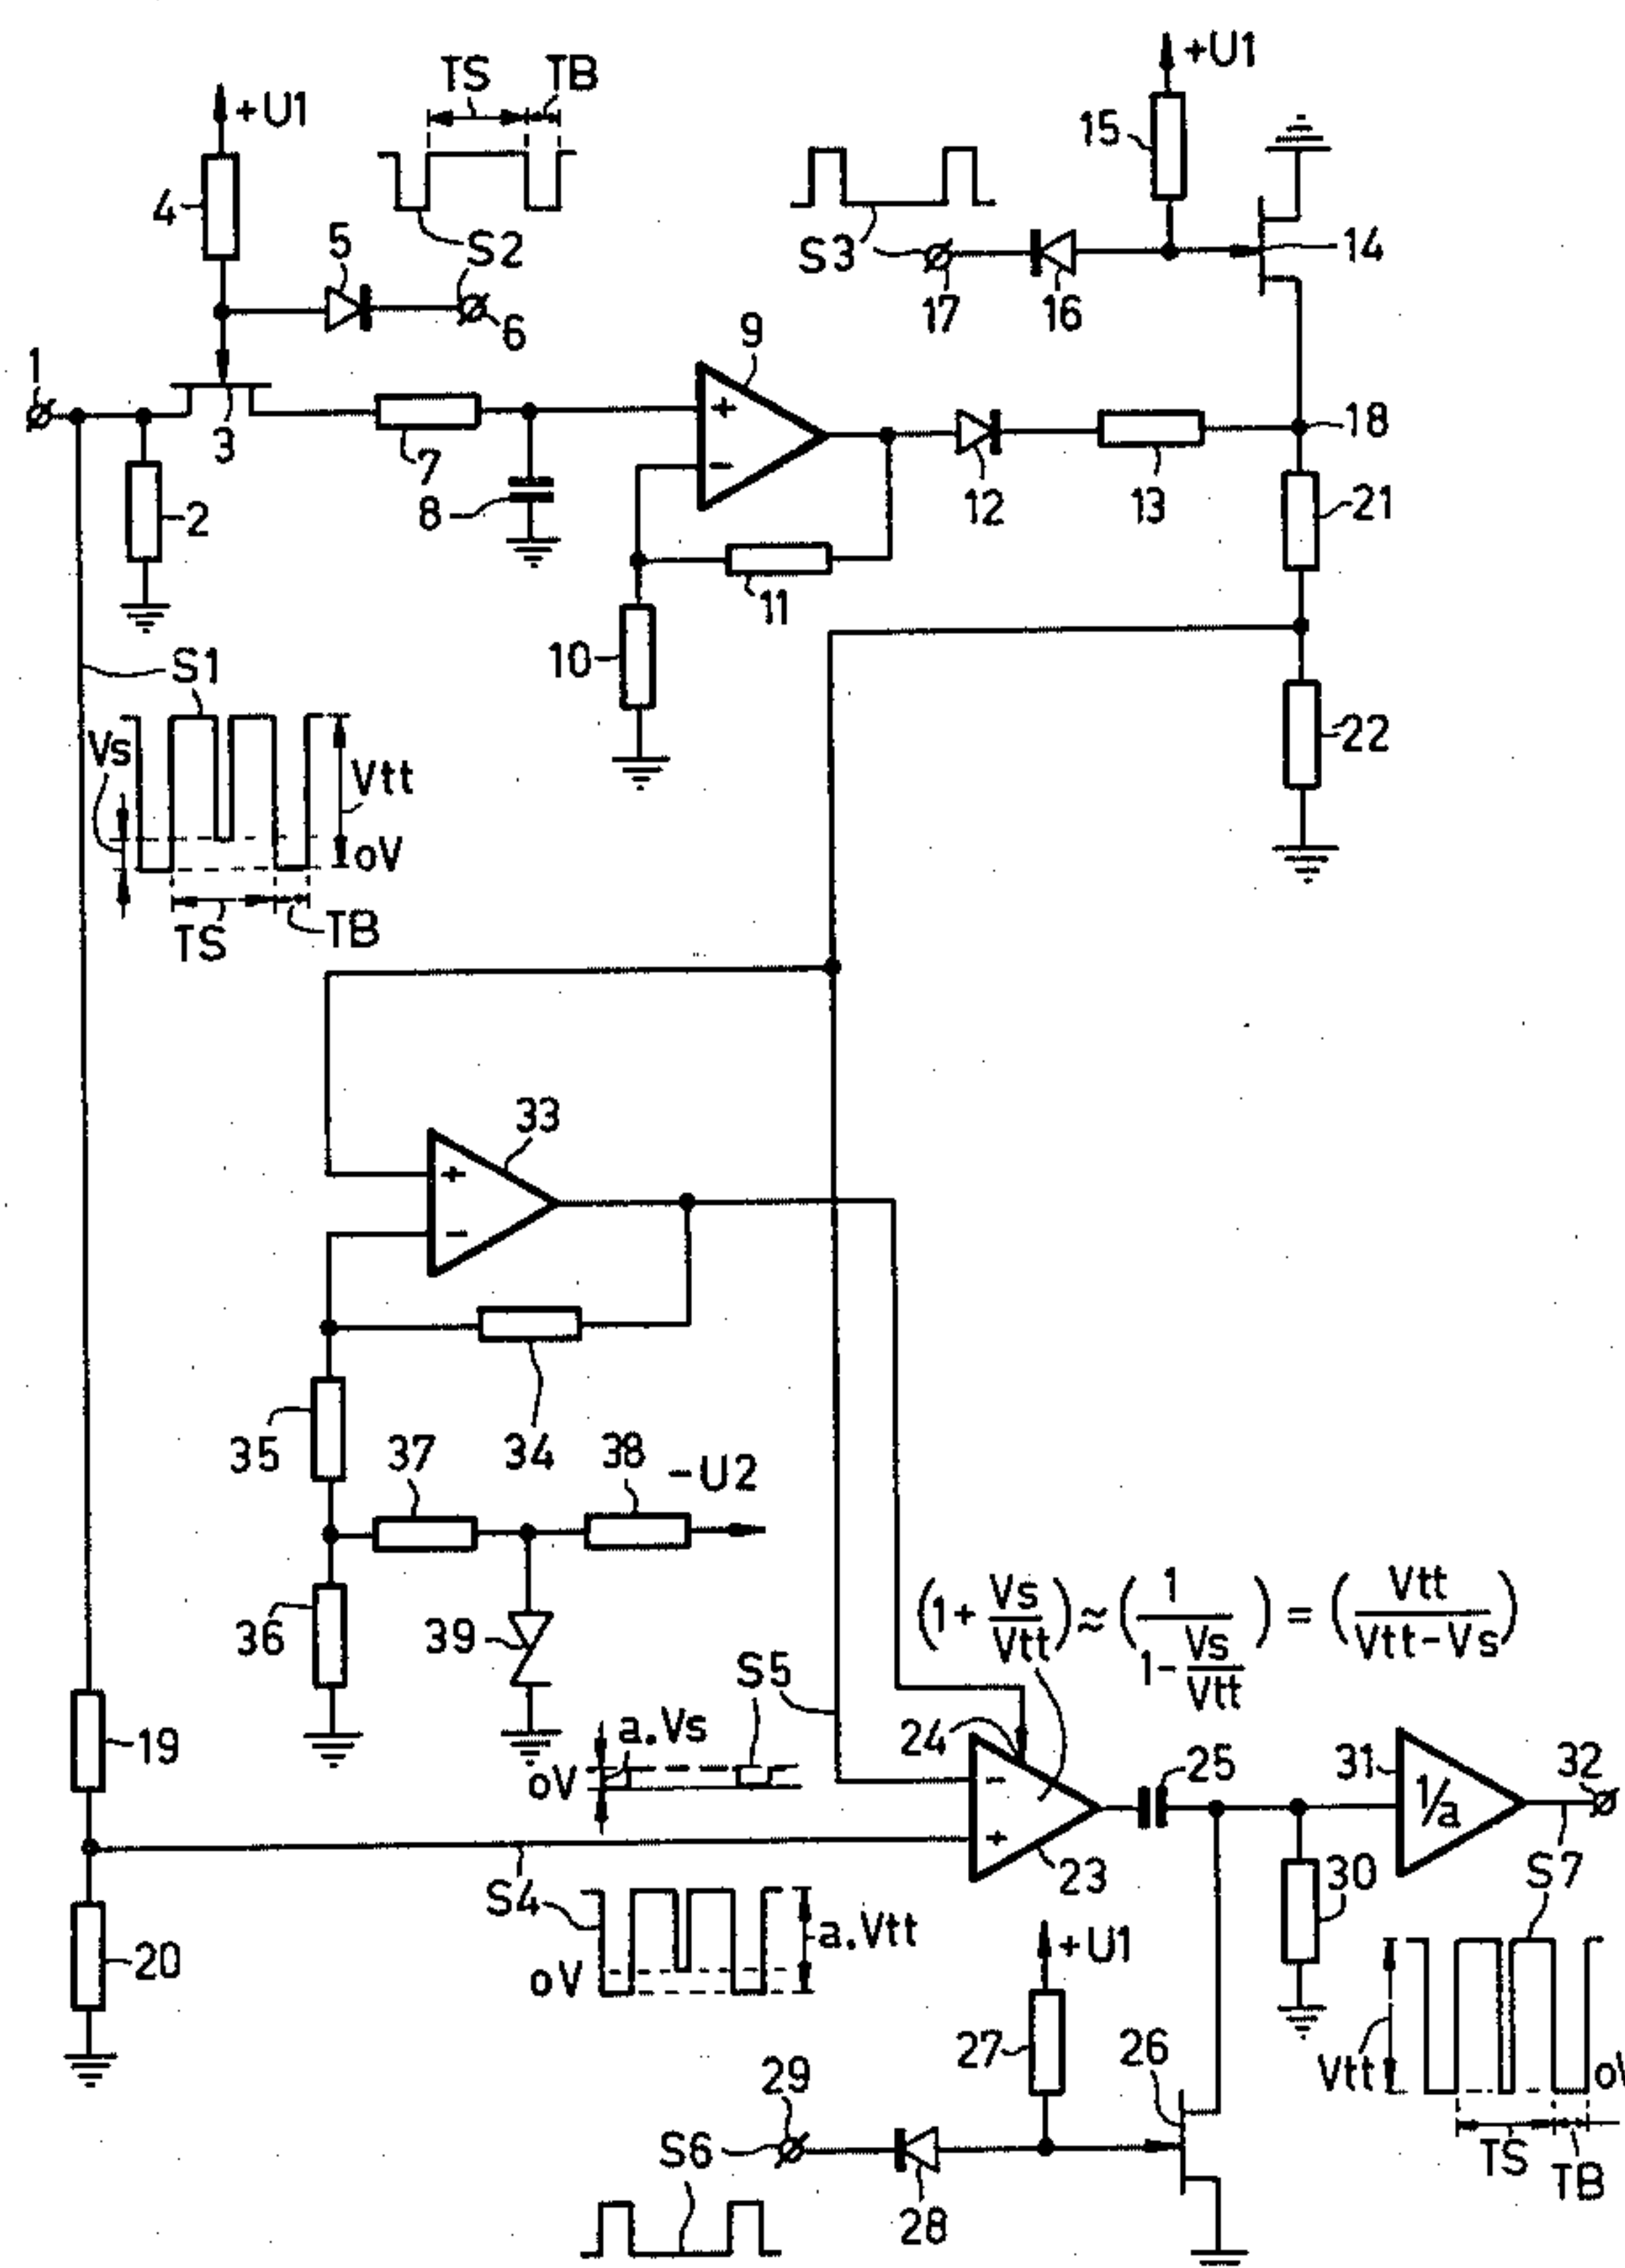 +U1
TS TB
+U1
15
4
5
S2
S3
14
6
17
16
1
9
3
+
18
7
-
12
13
21
2
8
11
10
S1
22
Vs
Vtt
oV
TS
TB
33
+
-
35
37
34
38
-U2
(1 + Vs/Vtt) ≈ (1/(1 - Vs/Vtt)) = (Vtt/(Vtt-Vs))
36
39
S5
a.Vs
24
19
oV
-
25
31
32
1/a
+
23
S4
30
S7
a.Vtt
20
oV
+U1
27
26
Vtt
oV
29
S6
TS
TB
28